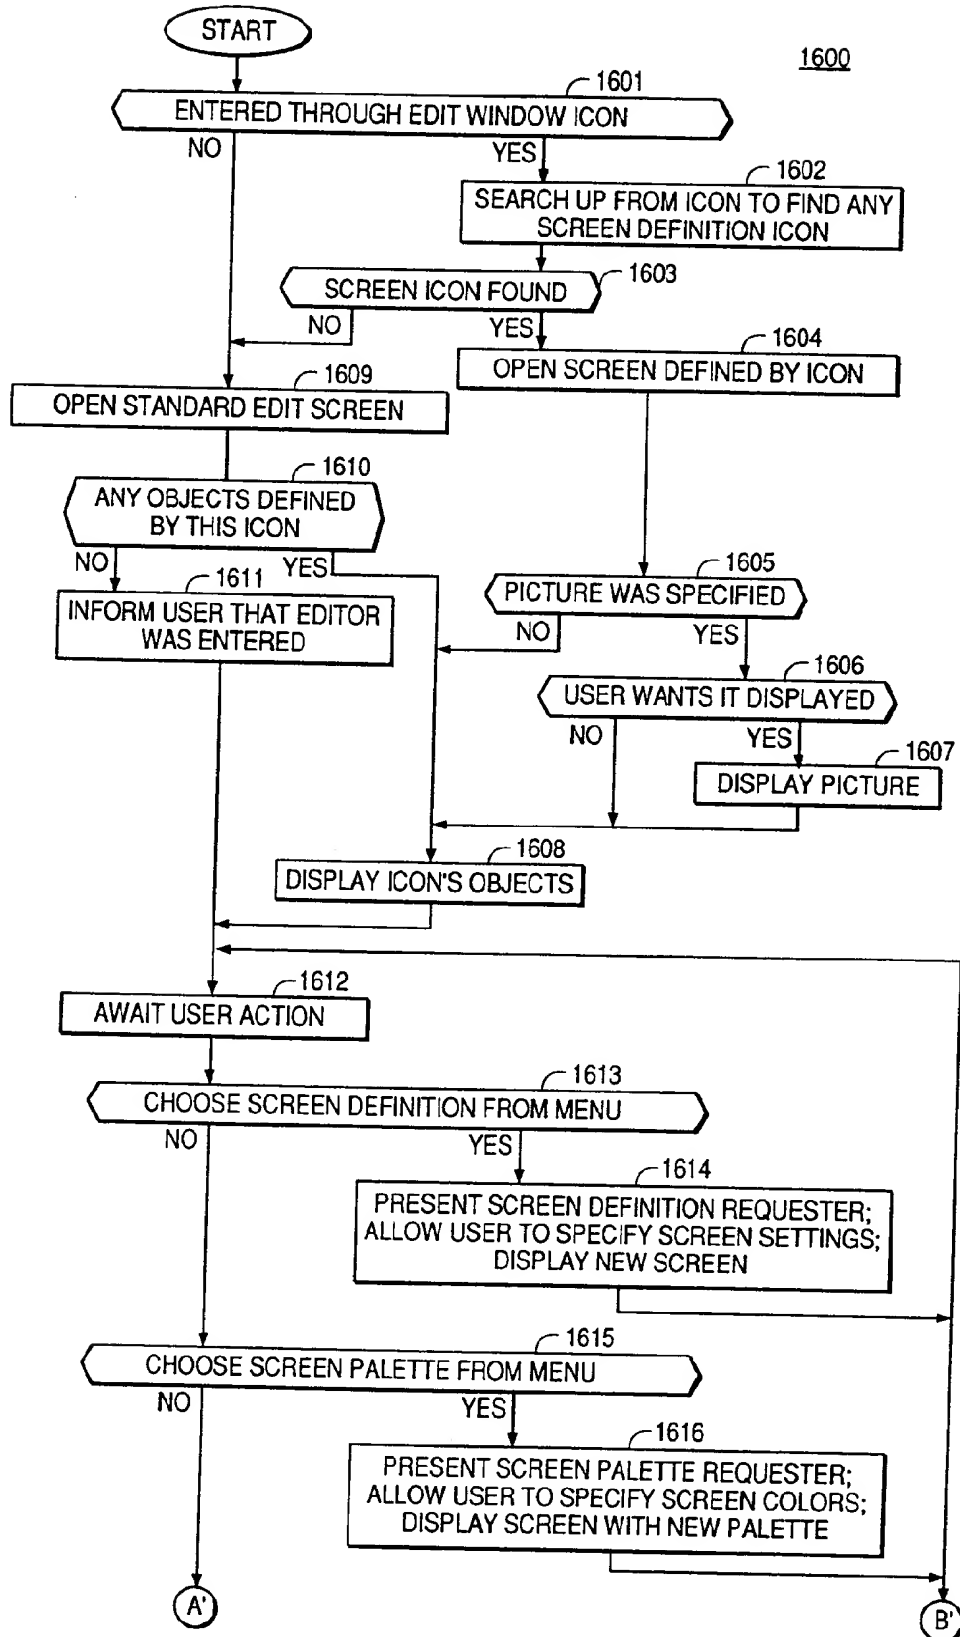 START
1600
1601
ENTERED THROUGH EDIT WINDOW ICON
NO
YES
1602
SEARCH UP FROM ICON TO FIND ANY
SCREEN DEFINITION ICON
1603
SCREEN ICON FOUND
NO
YES
1604
OPEN SCREEN DEFINED BY ICON
1609
OPEN STANDARD EDIT SCREEN
1610
ANY OBJECTS DEFINED
BY THIS ICON
NO
YES
1611
INFORM USER THAT EDITOR
WAS ENTERED
1605
PICTURE WAS SPECIFIED
NO
YES
1606
USER WANTS IT DISPLAYED
NO
YES
1607
DISPLAY PICTURE
1608
DISPLAY ICON'S OBJECTS
1612
AWAIT USER ACTION
1613
CHOOSE SCREEN DEFINITION FROM MENU
NO
YES
1614
PRESENT SCREEN DEFINITION REQUESTER;
ALLOW USER TO SPECIFY SCREEN SETTINGS;
DISPLAY NEW SCREEN
1615
CHOOSE SCREEN PALETTE FROM MENU
NO
YES
1616
PRESENT SCREEN PALETTE REQUESTER;
ALLOW USER TO SPECIFY SCREEN COLORS;
DISPLAY SCREEN WITH NEW PALETTE
A'
B'